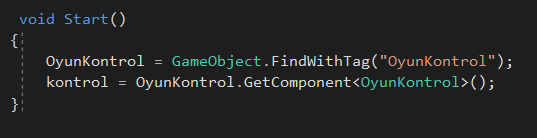 void Start()
{
OyunKontrol = GameObject.FindWithTag("OyunKontrol");
kontrol = OyunKontrol.GetComponent<OyunKontrol>();
}